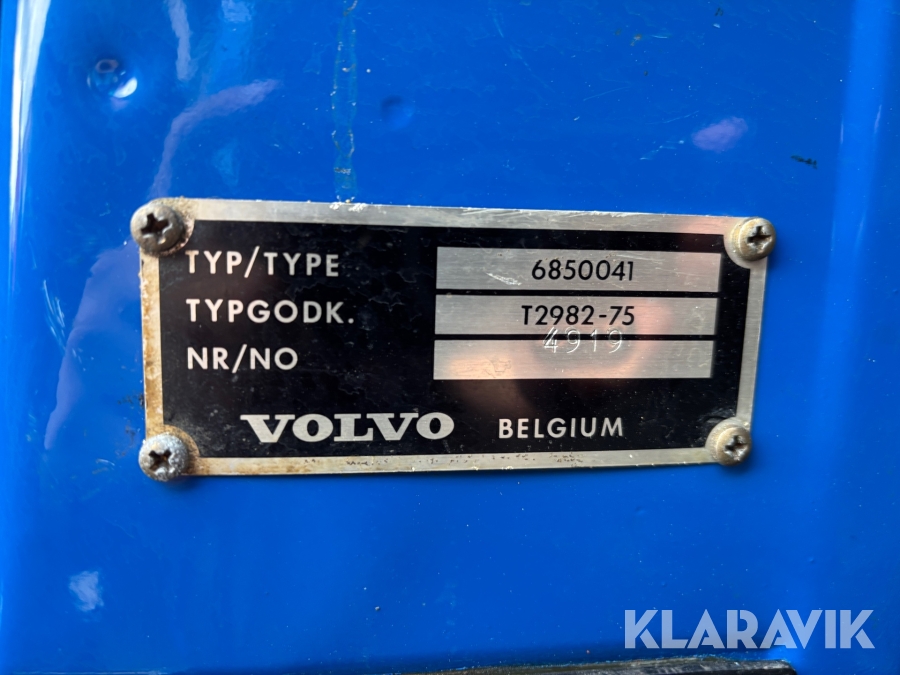 TYP/TYPE 6850041
TYPGODK. T2982-75
NR/NO 4919
VOLVO BELGIUM
KLARAVIK